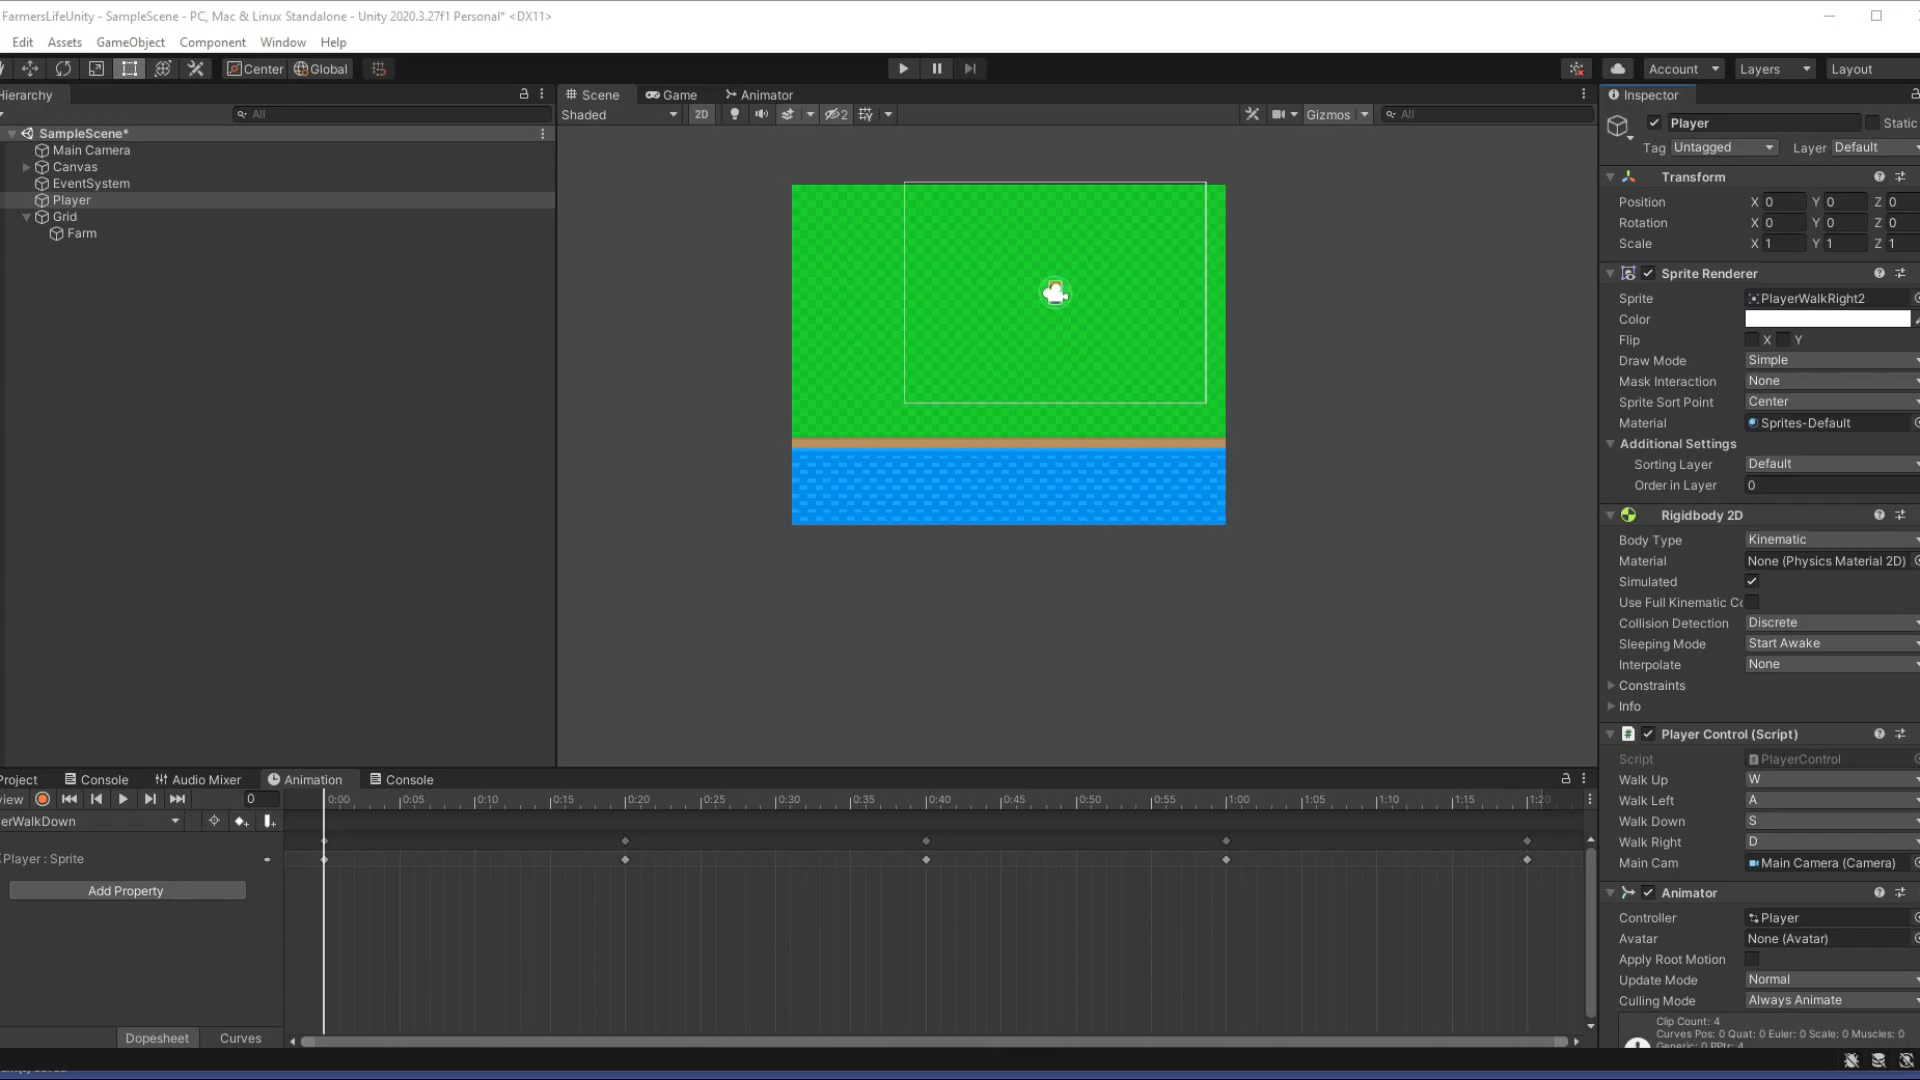 FarmersLifeUnity - SampleScene - PC, Mac & Linux Standalone - Unity 2020.3.27f1 Personal* <DX11>
Edit Assets GameObject Component Window Help
Center Global Account Layers Layout
Hierarchy
All
SampleScene*
Main Camera
Canvas
EventSystem
Player
Grid
Farm
Scene Game Animator
Shaded 2D 2 Gizmos All
Inspector
Player Static
Tag Untagged Layer Default
Transform
Position X 0 Y 0 Z 0
Rotation X 0 Y 0 Z 0
Scale X 1 Y 1 Z 1
Sprite Renderer
Sprite PlayerWalkRight2
Color
Flip X Y
Draw Mode Simple
Mask Interaction None
Sprite Sort Point Center
Material Sprites-Default
Additional Settings
Sorting Layer Default
Order in Layer 0
Rigidbody 2D
Body Type Kinematic
Material None (Physics Material 2D)
Simulated
Use Full Kinematic Cc
Collision Detection Discrete
Sleeping Mode Start Awake
Interpolate None
Constraints
Info
Player Control (Script)
Script PlayerControl
Walk Up W
Walk Left A
Walk Down S
Walk Right D
Main Cam Main Camera (Camera)
Animator
Controller Player
Avatar None (Avatar)
Apply Root Motion
Update Mode Normal
Culling Mode Always Animate
Clip Count: 4
Curves Pos: 0 Quat: 0 Euler: 0 Scale: 0 Muscles: 0
Generic: 0 PPtr: 4
Project Console Audio Mixer Animation Console
view 0 0:00 0:05 0:10 0:15 0:20 0:25 0:30 0:35 0:40 0:45 0:50 0:55 1:00 1:05 1:10 1:15 1:20
erWalkDown
Player : Sprite
Add Property
Dopesheet Curves